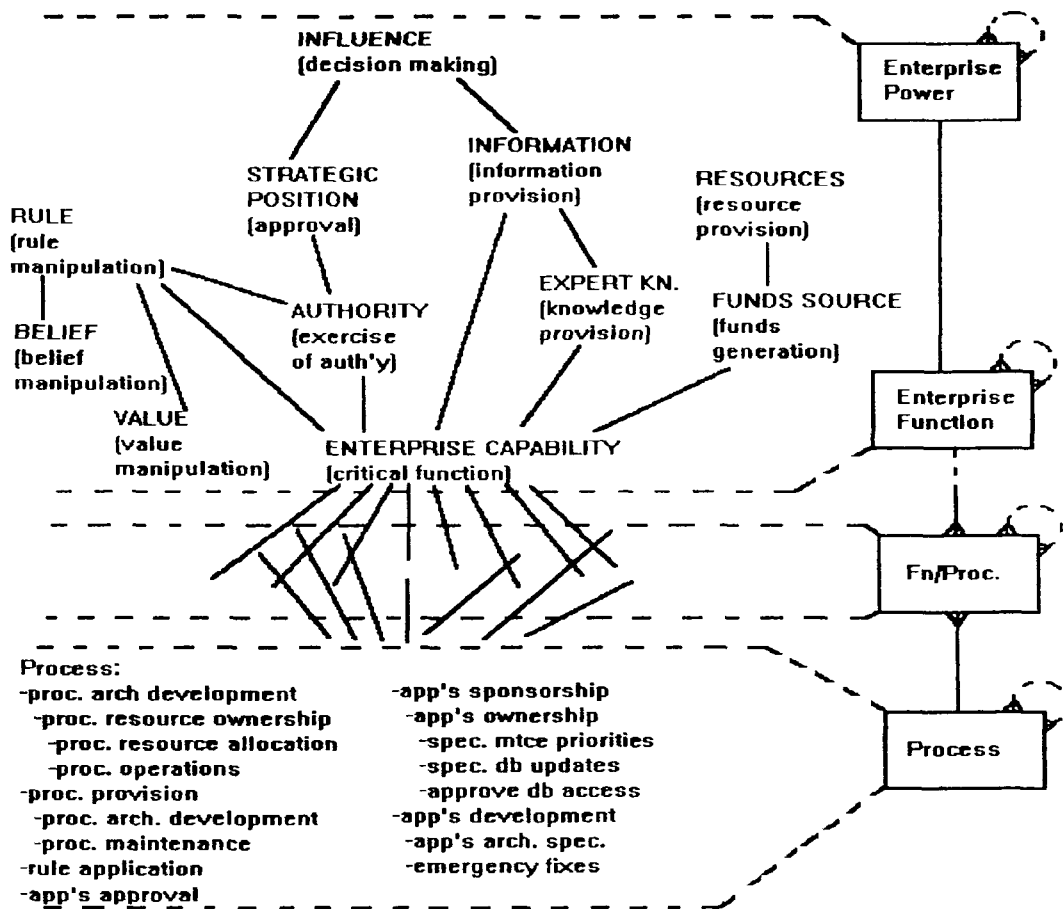 INFLUENCE
(decision making)
Enterprise
Power
STRATEGIC
POSITION
(approval)
INFORMATION
(information
provision)
RESOURCES
(resource
provision)
RULE
(rule
manipulation)
AUTHORITY
(exercise
of auth'y)
EXPERT KN.
(knowledge
provision)
FUNDS SOURCE
(funds
generation)
BELIEF
(belief
manipulation)
VALUE
(value
manipulation)
Enterprise
Function
ENTERPRISE CAPABILITY
(critical function)
Fn/Proc.
Process:
-proc. arch development
-proc. resource ownership
-proc. resource allocation
-proc. operations
-proc. provision
-proc. arch. development
-proc. maintenance
-rule application
-app's approval
-app's sponsorship
-app's ownership
-spec. mtce priorities
-spec. db updates
-approve db access
-app's development
-app's arch. spec.
-emergency fixes
Process